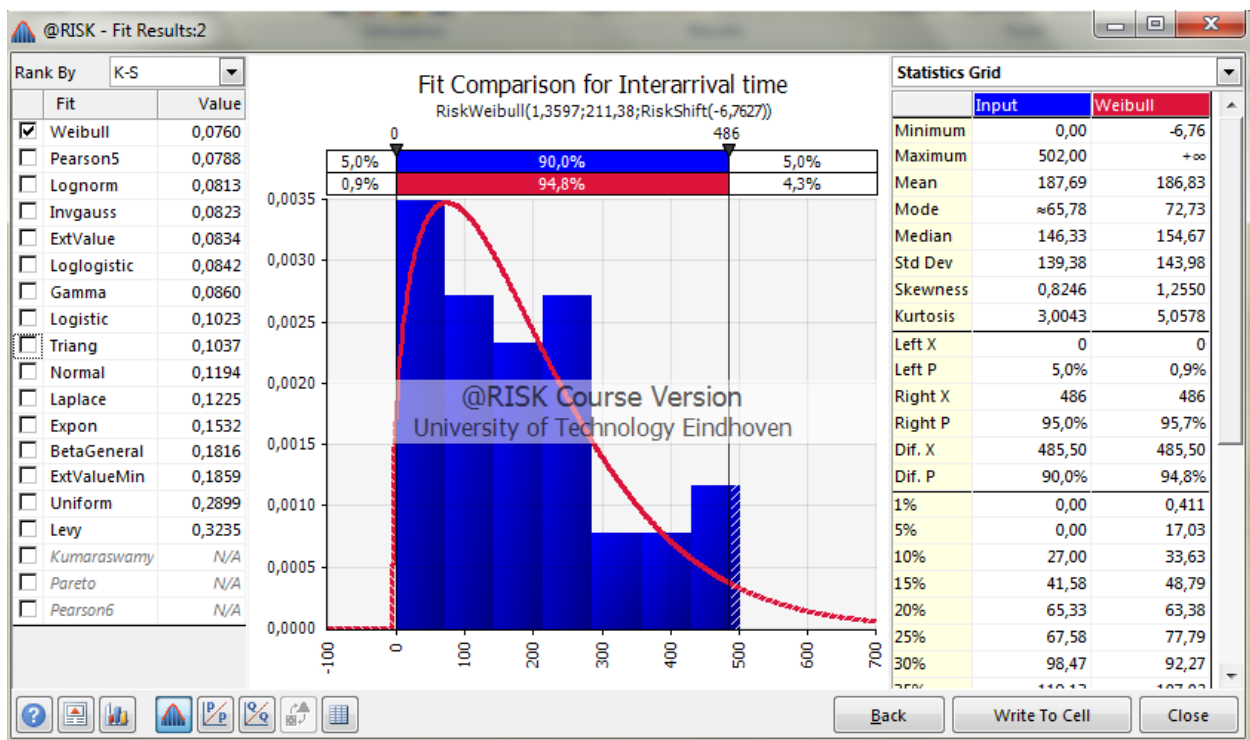 @RISK - Fit Results:2
Rank By K-S
Fit Value
Weibull 0,0760
Pearson5 0,0788
Lognorm 0,0813
Invgauss 0,0823
ExtValue 0,0834
Loglogistic 0,0842
Gamma 0,0860
Logistic 0,1023
Triang 0,1037
Normal 0,1194
Laplace 0,1225
Expon 0,1532
BetaGeneral 0,1816
ExtValueMin 0,1859
Uniform 0,2899
Levy 0,3235
Kumaraswamy N/A
Pareto N/A
Pearson6 N/A
Fit Comparison for Interarrival time
RiskWeibull(1,3597;211,38;RiskShift(-6,7627))
0 486
5,0% 90,0% 5,0%
0,9% 94,8% 4,3%
0,0035
0,0030
0,0025
0,0020
0,0015
0,0010
0,0005
0,0000
@RISK Course Version
University of Technology Eindhoven
-100 0 100 200 300 400 500 600 700
Statistics Grid
Input Weibull
Minimum 0,00 -6,76
Maximum 502,00 +∞
Mean 187,69 186,83
Mode ≈65,78 72,73
Median 146,33 154,67
Std Dev 139,38 143,98
Skewness 0,8246 1,2550
Kurtosis 3,0043 5,0578
Left X 0 0
Left P 5,0% 0,9%
Right X 486 486
Right P 95,0% 95,7%
Dif. X 485,50 485,50
Dif. P 90,0% 94,8%
1% 0,00 0,411
5% 0,00 17,03
10% 27,00 33,63
15% 41,58 48,79
20% 65,33 63,38
25% 67,58 77,79
30% 98,47 92,27
P/P
Q/Q
Back Write To Cell Close